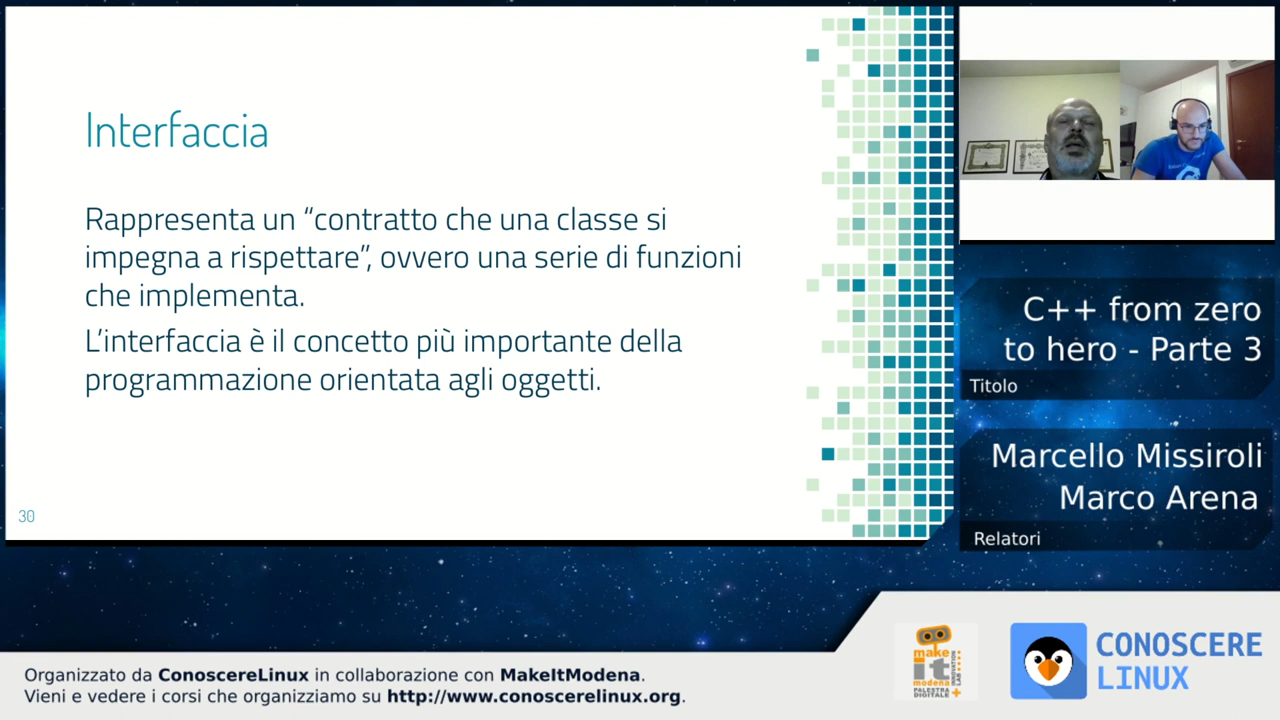 Interfaccia
Rappresenta un “contratto che una classe si
impegna a rispettare”, ovvero una serie di funzioni
che implementa.
L’interfaccia è il concetto più importante della
programmazione orientata agli oggetti.
30
C++ from zero
to hero - Parte 3
Titolo
Marcello Missiroli
Marco Arena
Relatori
Organizzato da ConoscereLinux in collaborazione con MakeItModena.
Vieni e vedere i corsi che organizziamo su http://www.conoscerelinux.org.
make
it
modena
PALESTRA
DIGITALE
INNOVATION
LAB
CONOSCERE
LINUX